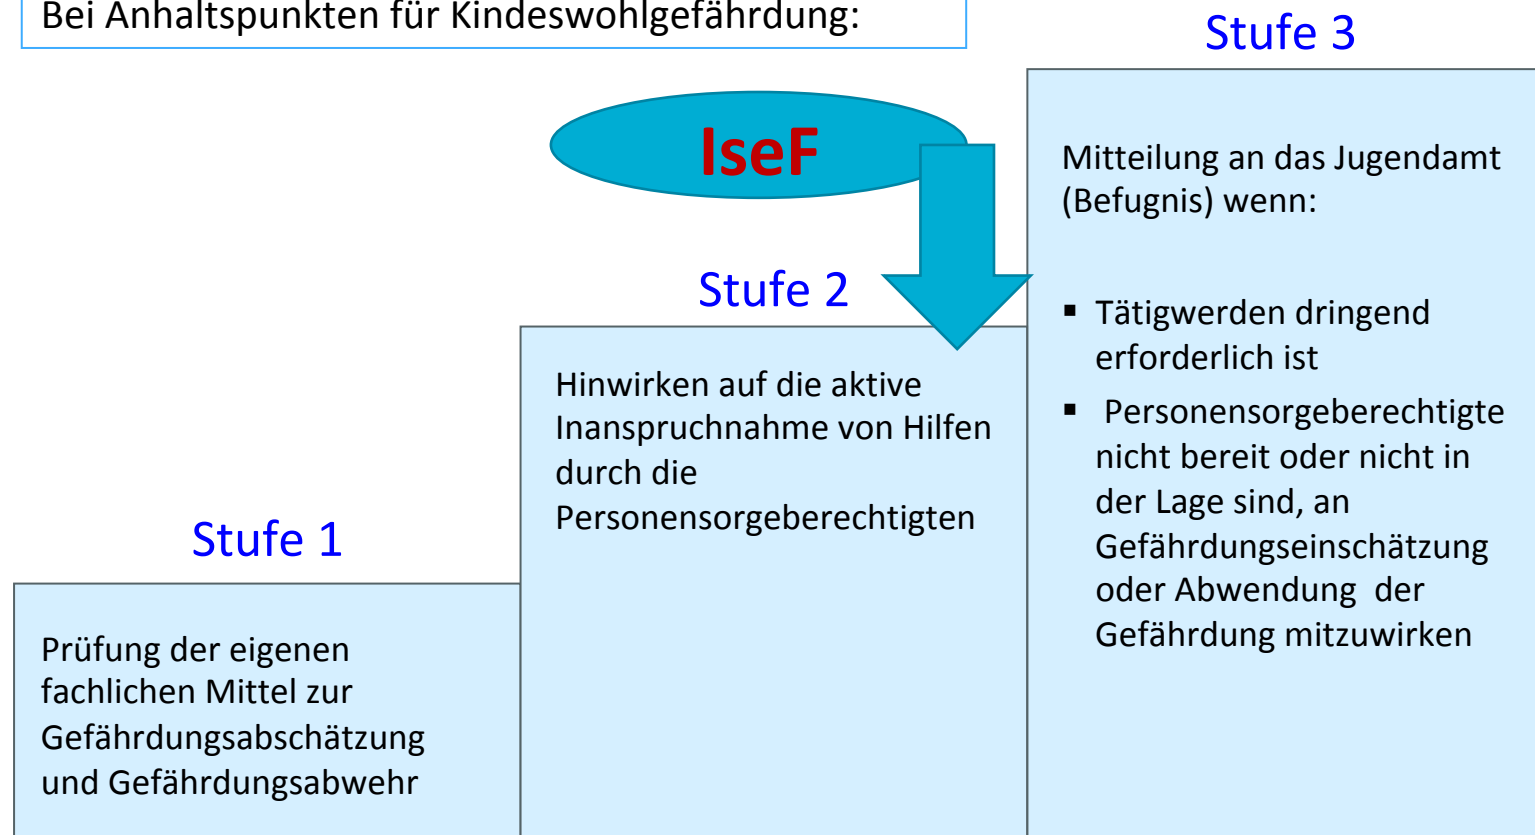 Bei Anhaltspunkten für Kindeswohlgefährdung:
IseF
Stufe 1
Prüfung der eigenen
fachlichen Mittel zur
Gefährdungsabschätzung
und Gefährdungsabwehr
Stufe 2
Hinwirken auf die aktive
Inanspruchnahme von Hilfen
durch die
Personensorgeberechtigten
Stufe 3
Mitteilung an das Jugendamt
(Befugnis) wenn:
▪ Tätigwerden dringend
erforderlich ist
▪ Personensorgeberechtigte
nicht bereit oder nicht in
der Lage sind, an
Gefährdungseinschätzung
oder Abwendung der
Gefährdung mitzuwirken